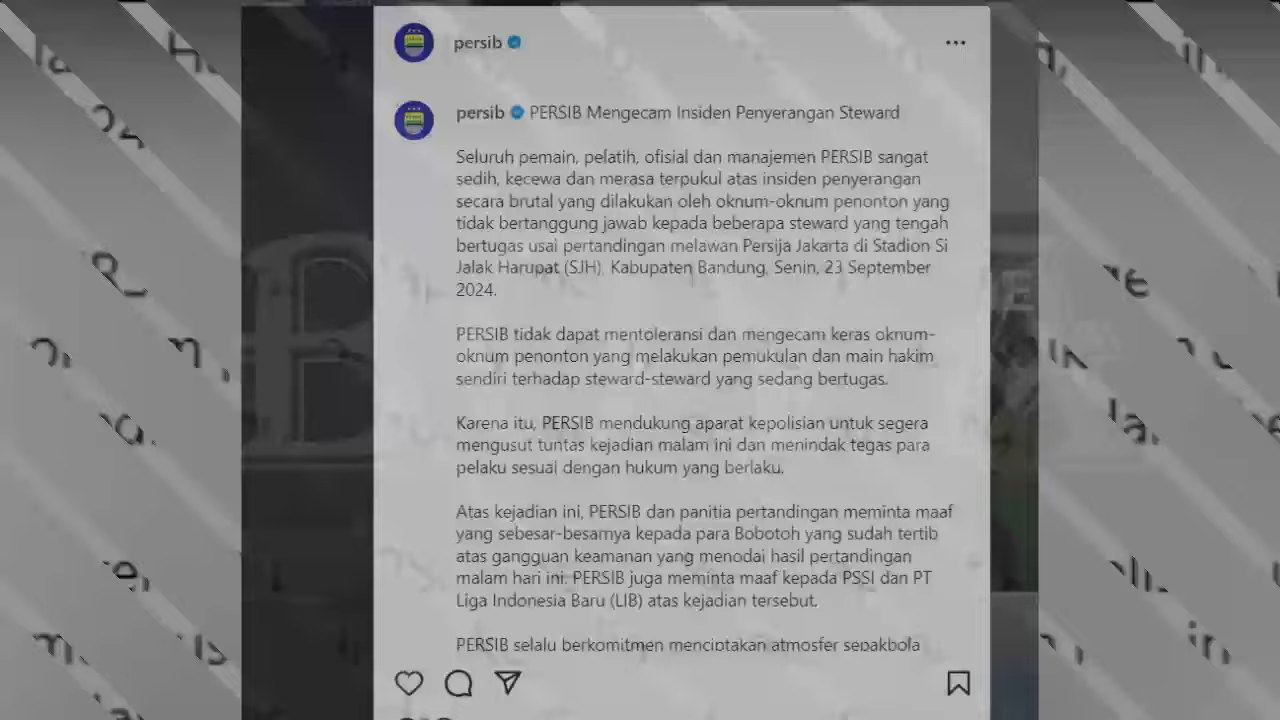 persib
persib PERSIB Mengecam Insiden Penyerangan Steward
Seluruh pemain, pelatih, ofisial dan manajemen PERSIB sangat
sedih, kecewa dan merasa terpukul atas insiden penyerangan
secara brutal yang dilakukan oleh oknum-oknum penonton yang
tidak bertanggung jawab kepada beberapa steward yang tengah
bertugas usai pertandingan melawan Persija Jakarta di Stadion Si
Jalak Harupat (SJH), Kabupaten Bandung, Senin, 23 September
2024.
PERSIB tidak dapat mentoleransi dan mengecam keras oknum-
oknum penonton yang melakukan pemukulan dan main hakim
sendiri terhadap steward-steward yang sedang bertugas.
Karena itu, PERSIB mendukung aparat kepolisian untuk segera
mengusut tuntas kejadian malam ini dan menindak tegas para
pelaku sesuai dengan hukum yang berlaku.
Atas kejadian ini, PERSIB dan panitia pertandingan meminta maaf
yang sebesar-besarnya kepada para Bobotoh yang sudah tertib
atas gangguan keamanan yang menodai hasil pertandingan
malam hari ini. PERSIB juga meminta maaf kepada PSSI dan PT
Liga Indonesia Baru (LIB) atas kejadian tersebut.
PERSIB selalu berkomitmen menciptakan atmosfer sepakbola